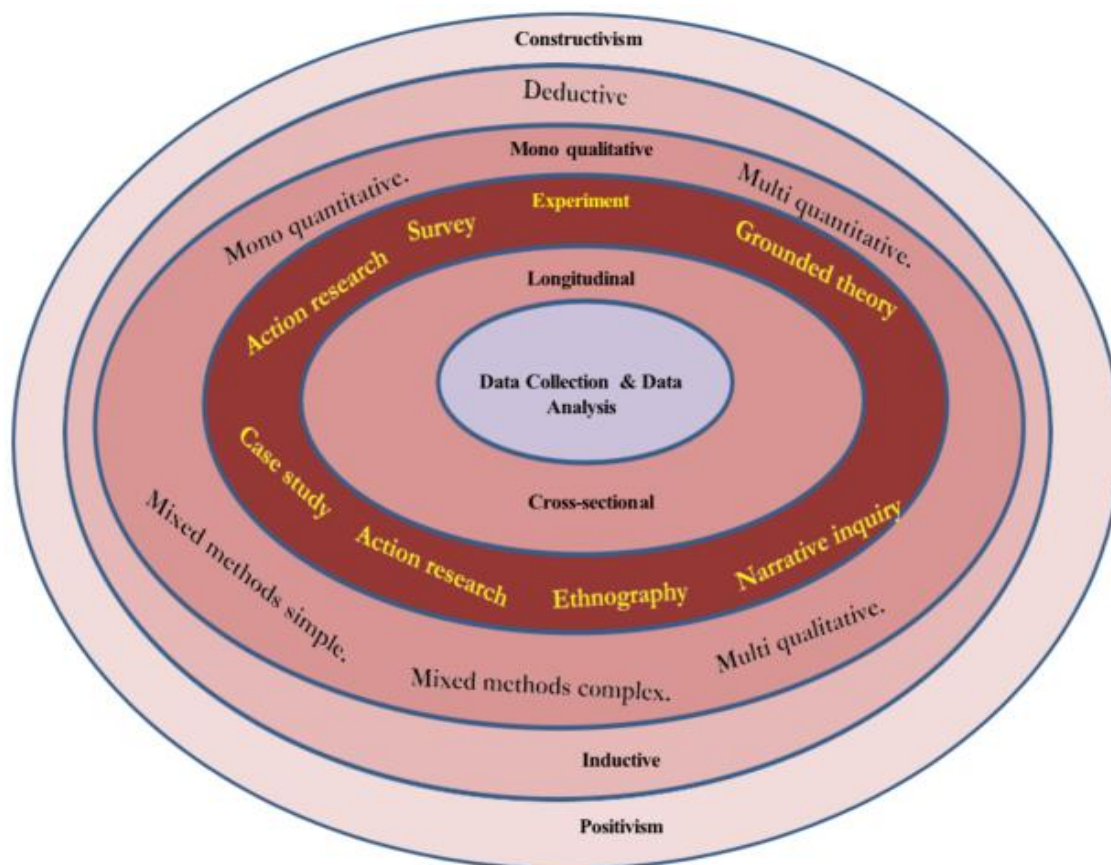 Constructivism
Deductive
Mono qualitative
Mono quantitative.
Multi quantitative.
Experiment
Survey
Action research
Grounded theory
Longitudinal
Data Collection & Data
Analysis
Cross-sectional
Case study
Action research
Ethnography
Narrative inquiry
Mixed methods simple.
Mixed methods complex.
Multi qualitative.
Inductive
Positivism